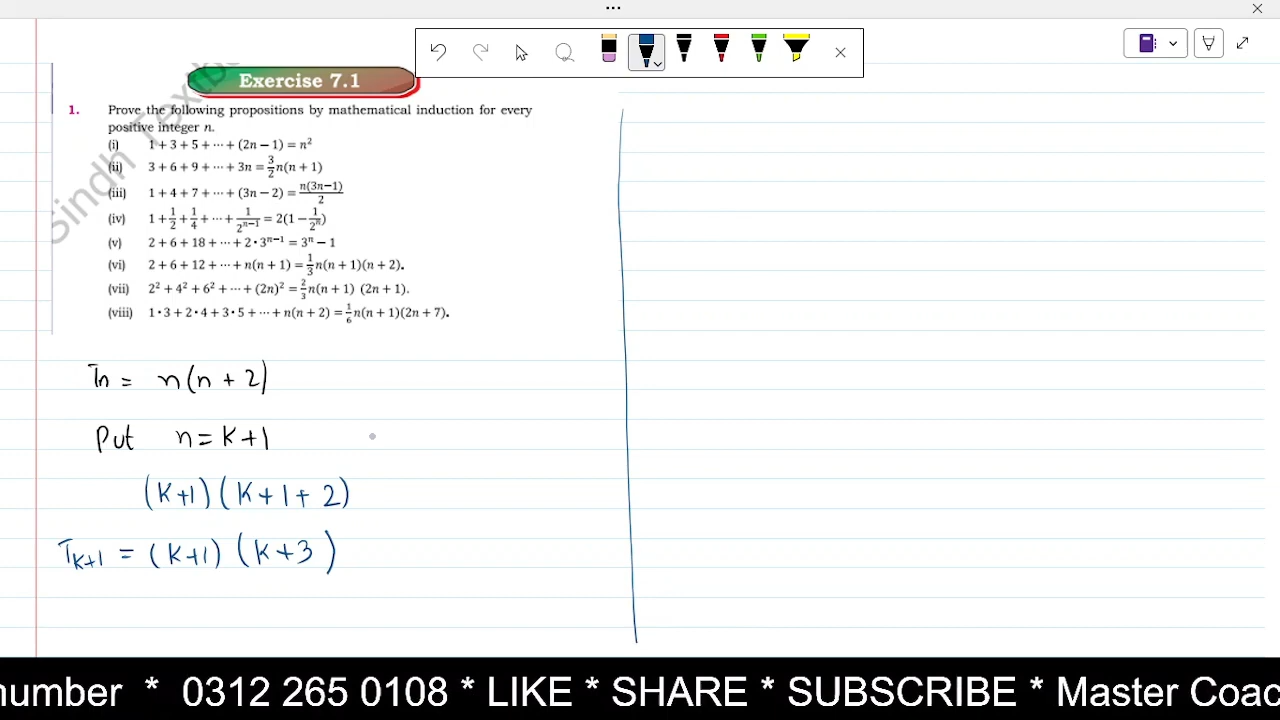 Exercise 7.1
1. Prove the following propositions by mathematical induction for every
positive integer n.
(i) 1 + 3 + 5 + ⋯ + (2n − 1) = n²
(ii) 3 + 6 + 9 + ⋯ + 3n = 3/2 n(n + 1)
(iii) 1 + 4 + 7 + ⋯ + (3n − 2) = n(3n−1)/2
(iv) 1 + 1/2 + 1/4 + ⋯ + 1/2ⁿ⁻¹ = 2(1 − 1/2ⁿ)
(v) 2 + 6 + 18 + ⋯ + 2 • 3ⁿ⁻¹ = 3ⁿ − 1
(vi) 2 + 6 + 12 + ⋯ + n(n + 1) = 1/3 n(n + 1)(n + 2).
(vii) 2² + 4² + 6² + ⋯ + (2n)² = 2/3 n(n + 1) (2n + 1).
(viii) 1 • 3 + 2 • 4 + 3 • 5 + ⋯ + n(n + 2) = 1/6 n(n + 1)(2n + 7).
Sindh Textb
Tn = n(n + 2)
Put n = K+1
(K+1)(K+1+2)
T_K+1 = (K+1)(K+3)
number * 0312 265 0108 * LIKE * SHARE * SUBSCRIBE * Master Coac